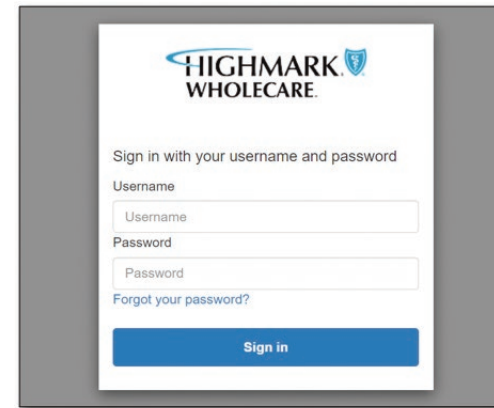 HIGHMARK.
WHOLECARE.
Sign in with your username and password
Username
Username
Password
Password
Forgot your password?
Sign in